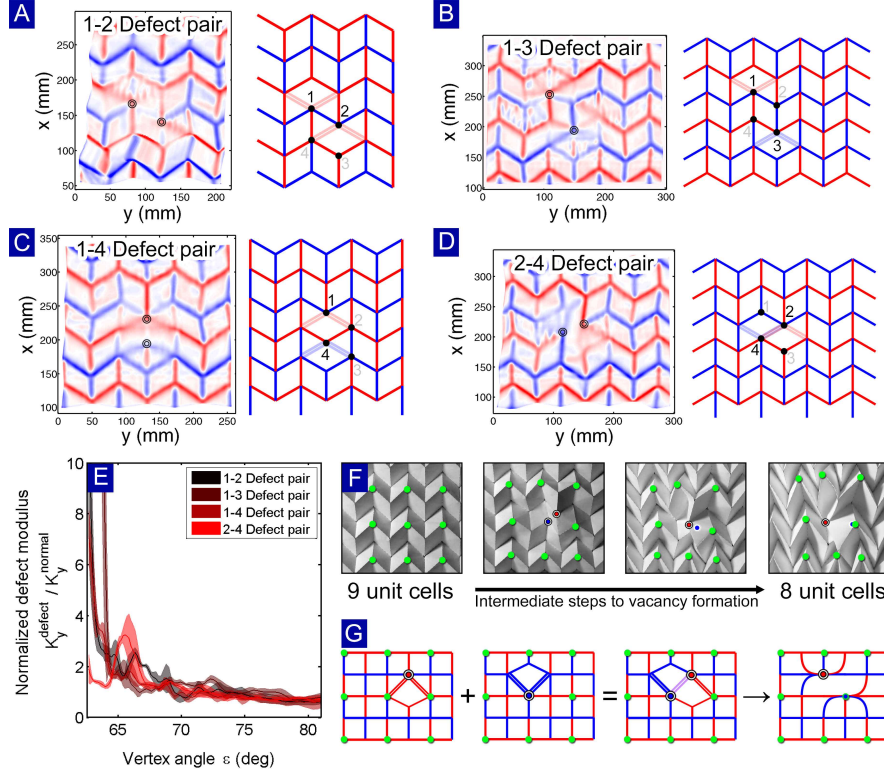 A
1-2 Defect pair
250
200
150
100
50
x (mm)
0
50
100
150
200
y (mm)
1
2
4
3
B
1-3 Defect pair
300
250
200
150
100
x (mm)
0
100
200
300
y (mm)
1
2
4
3
C
1-4 Defect pair
350
300
250
200
150
100
x (mm)
0
50
100
150
200
250
y (mm)
1
2
4
3
D
2-4 Defect pair
300
200
100
x (mm)
0
100
200
300
y (mm)
1
2
4
3
E
1-2 Defect pair
1-3 Defect pair
1-4 Defect pair
2-4 Defect pair
10
8
6
4
2
0
Normalized defect modulus
K_y^defect / K_y^normal
65
70
75
80
Vertex angle ε (deg)
F
9 unit cells
Intermediate steps to vacancy formation
8 unit cells
G
+
=
→